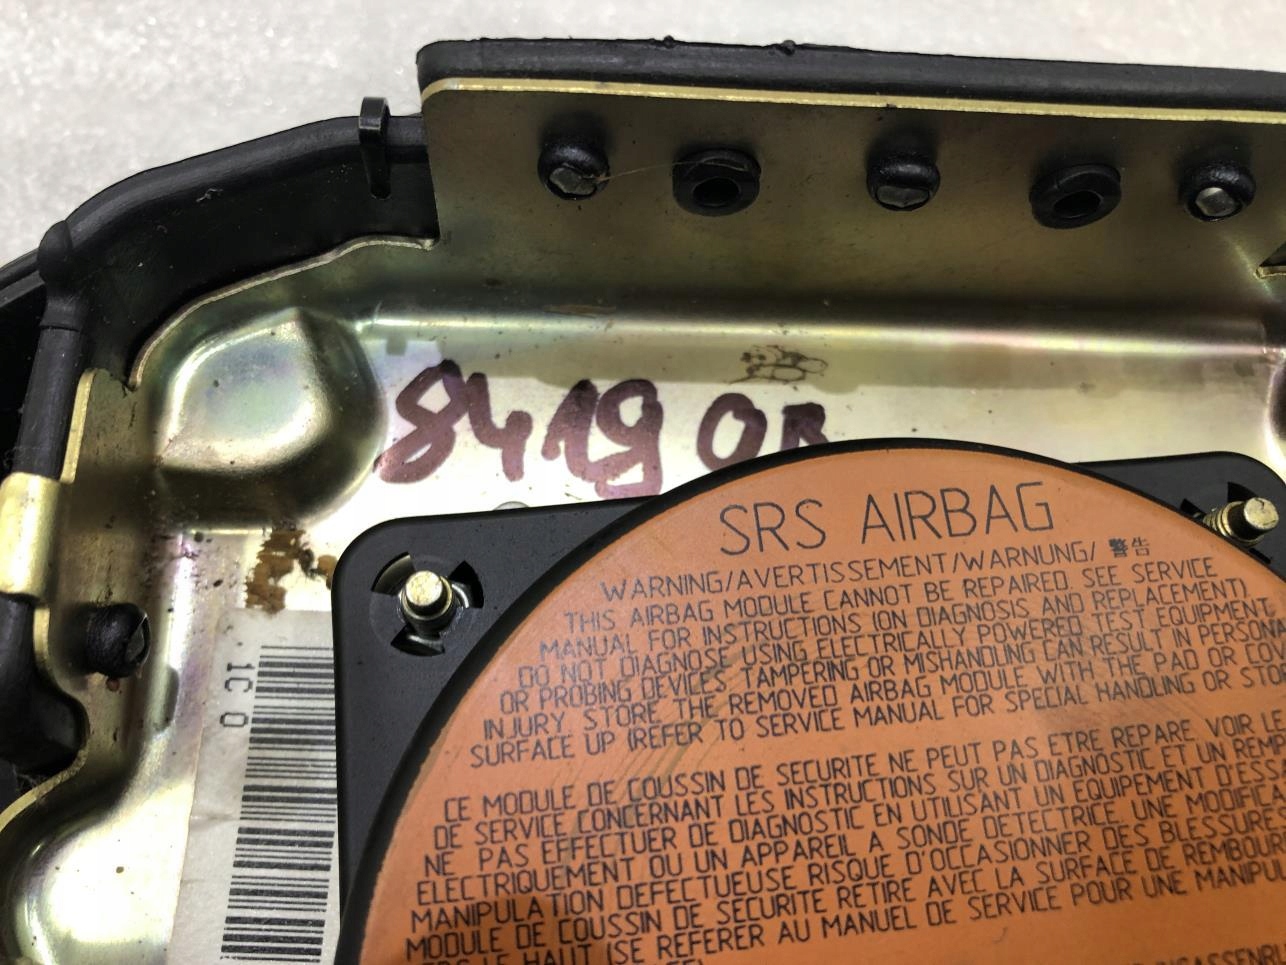 8419 0B
SRS AIRBAG
WARNING/AVERTISSEMENT/WARNUNG/ 警告
THIS AIRBAG MODULE CANNOT BE REPAIRED SEE SERVICE
MANUAL FOR INSTRUCTIONS (ON DIAGNOSIS AND REPLACEMENT)
DO NOT DIAGNOSE USING ELECTRICALLY POWERED TEST EQUIPMENT
OR PROBING DEVICES TAMPERING OR MISHANDLING CAN RESULT IN PERSONA
INJURY STORE THE REMOVED AIRBAG MODULE WITH THE PAD OR COV
SURFACE UP (REFER TO SERVICE MANUAL FOR SPECIAL HANDLING OR STO
CE MODULE DE COUSSIN DE SECURITE NE PEUT PAS ETRE REPARE VOIR LE
DE SERVICE CONCERNANT LES INSTRUCTIONS SUR UN DIAGNOSTIC ET UN REMP
NE PAS EFFECTUER DE DIAGNOSTIC EN UTILISANT UN EQUIPEMENT D'ESSA
ELECTRIQUEMENT OU UN APPAREIL A SONDE DETECTRICE UNE MODIFICA
MANIPULATION DEFECTUEUSE RISQUE D'OCCASIONNER DES BLESSURE
MODULE DE COUSSIN DE SECURITE RETIRE AVEC LA SURFACE DE REMBOUR
LE HAUT (SE REFERER AU MANUEL DE SERVICE POUR UNE MANIPUL
1C 0